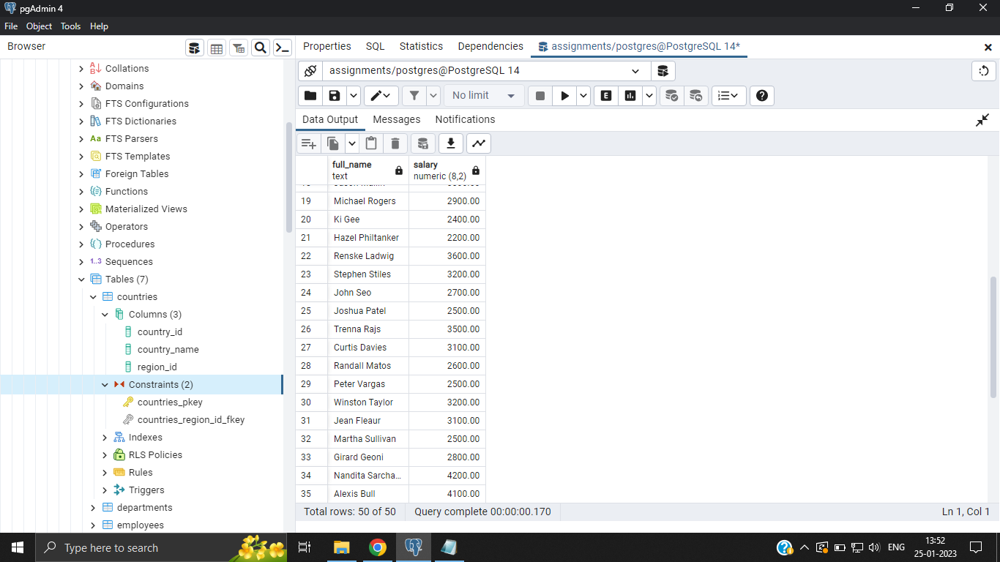 pgAdmin 4
File Object Tools Help
Browser
Properties SQL Statistics Dependencies assignments/postgres@PostgreSQL 14*
assignments/postgres@PostgreSQL 14
No limit
E
Data Output Messages Notifications
Collations
Domains
FTS Configurations
FTS Dictionaries
Aa FTS Parsers
FTS Templates
Foreign Tables
Functions
Materialized Views
Operators
Procedures
1..3 Sequences
Tables (7)
countries
Columns (3)
country_id
country_name
region_id
Constraints (2)
countries_pkey
countries_region_id_fkey
Indexes
RLS Policies
Rules
Triggers
departments
employees
full_name salary
text numeric (8,2)
19 Michael Rogers 2900.00
20 Ki Gee 2400.00
21 Hazel Philtanker 2200.00
22 Renske Ladwig 3600.00
23 Stephen Stiles 3200.00
24 John Seo 2700.00
25 Joshua Patel 2500.00
26 Trenna Rajs 3500.00
27 Curtis Davies 3100.00
28 Randall Matos 2600.00
29 Peter Vargas 2500.00
30 Winston Taylor 3200.00
31 Jean Fleaur 3100.00
32 Martha Sullivan 2500.00
33 Girard Geoni 2800.00
34 Nandita Sarcha... 4200.00
35 Alexis Bull 4100.00
Total rows: 50 of 50 Query complete 00:00:00.170 Ln 1, Col 1
Type here to search
ENG
13:52
25-01-2023